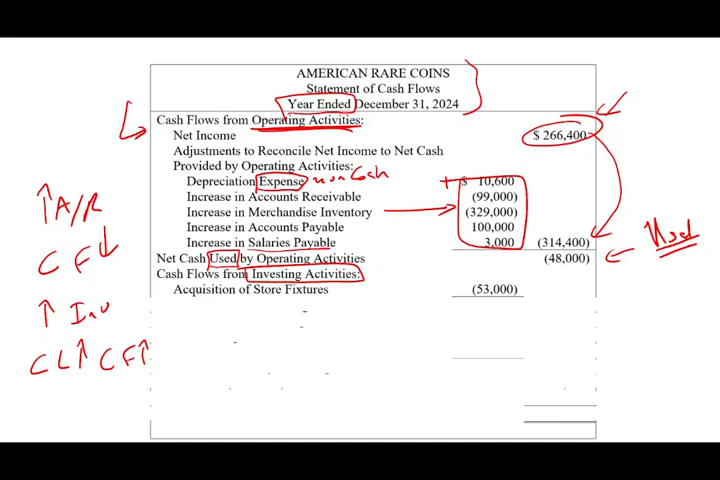 AMERICAN RARE COINS
Statement of Cash Flows
Year Ended December 31, 2024
Cash Flows from Operating Activities:
Net Income $ 266,400
Adjustments to Reconcile Net Income to Net Cash
Provided by Operating Activities:
Depreciation Expense non Cash + $ 10,600
Increase in Accounts Receivable (99,000)
Increase in Merchandise Inventory (329,000)
Increase in Accounts Payable 100,000
Increase in Salaries Payable 3,000 (314,400)
Net Cash Used by Operating Activities (48,000)
Cash Flows from Investing Activities:
Acquisition of Store Fixtures (53,000)
↑ A/R
CF ↓
↑ Inv
CL ↑ CF ↑
Used